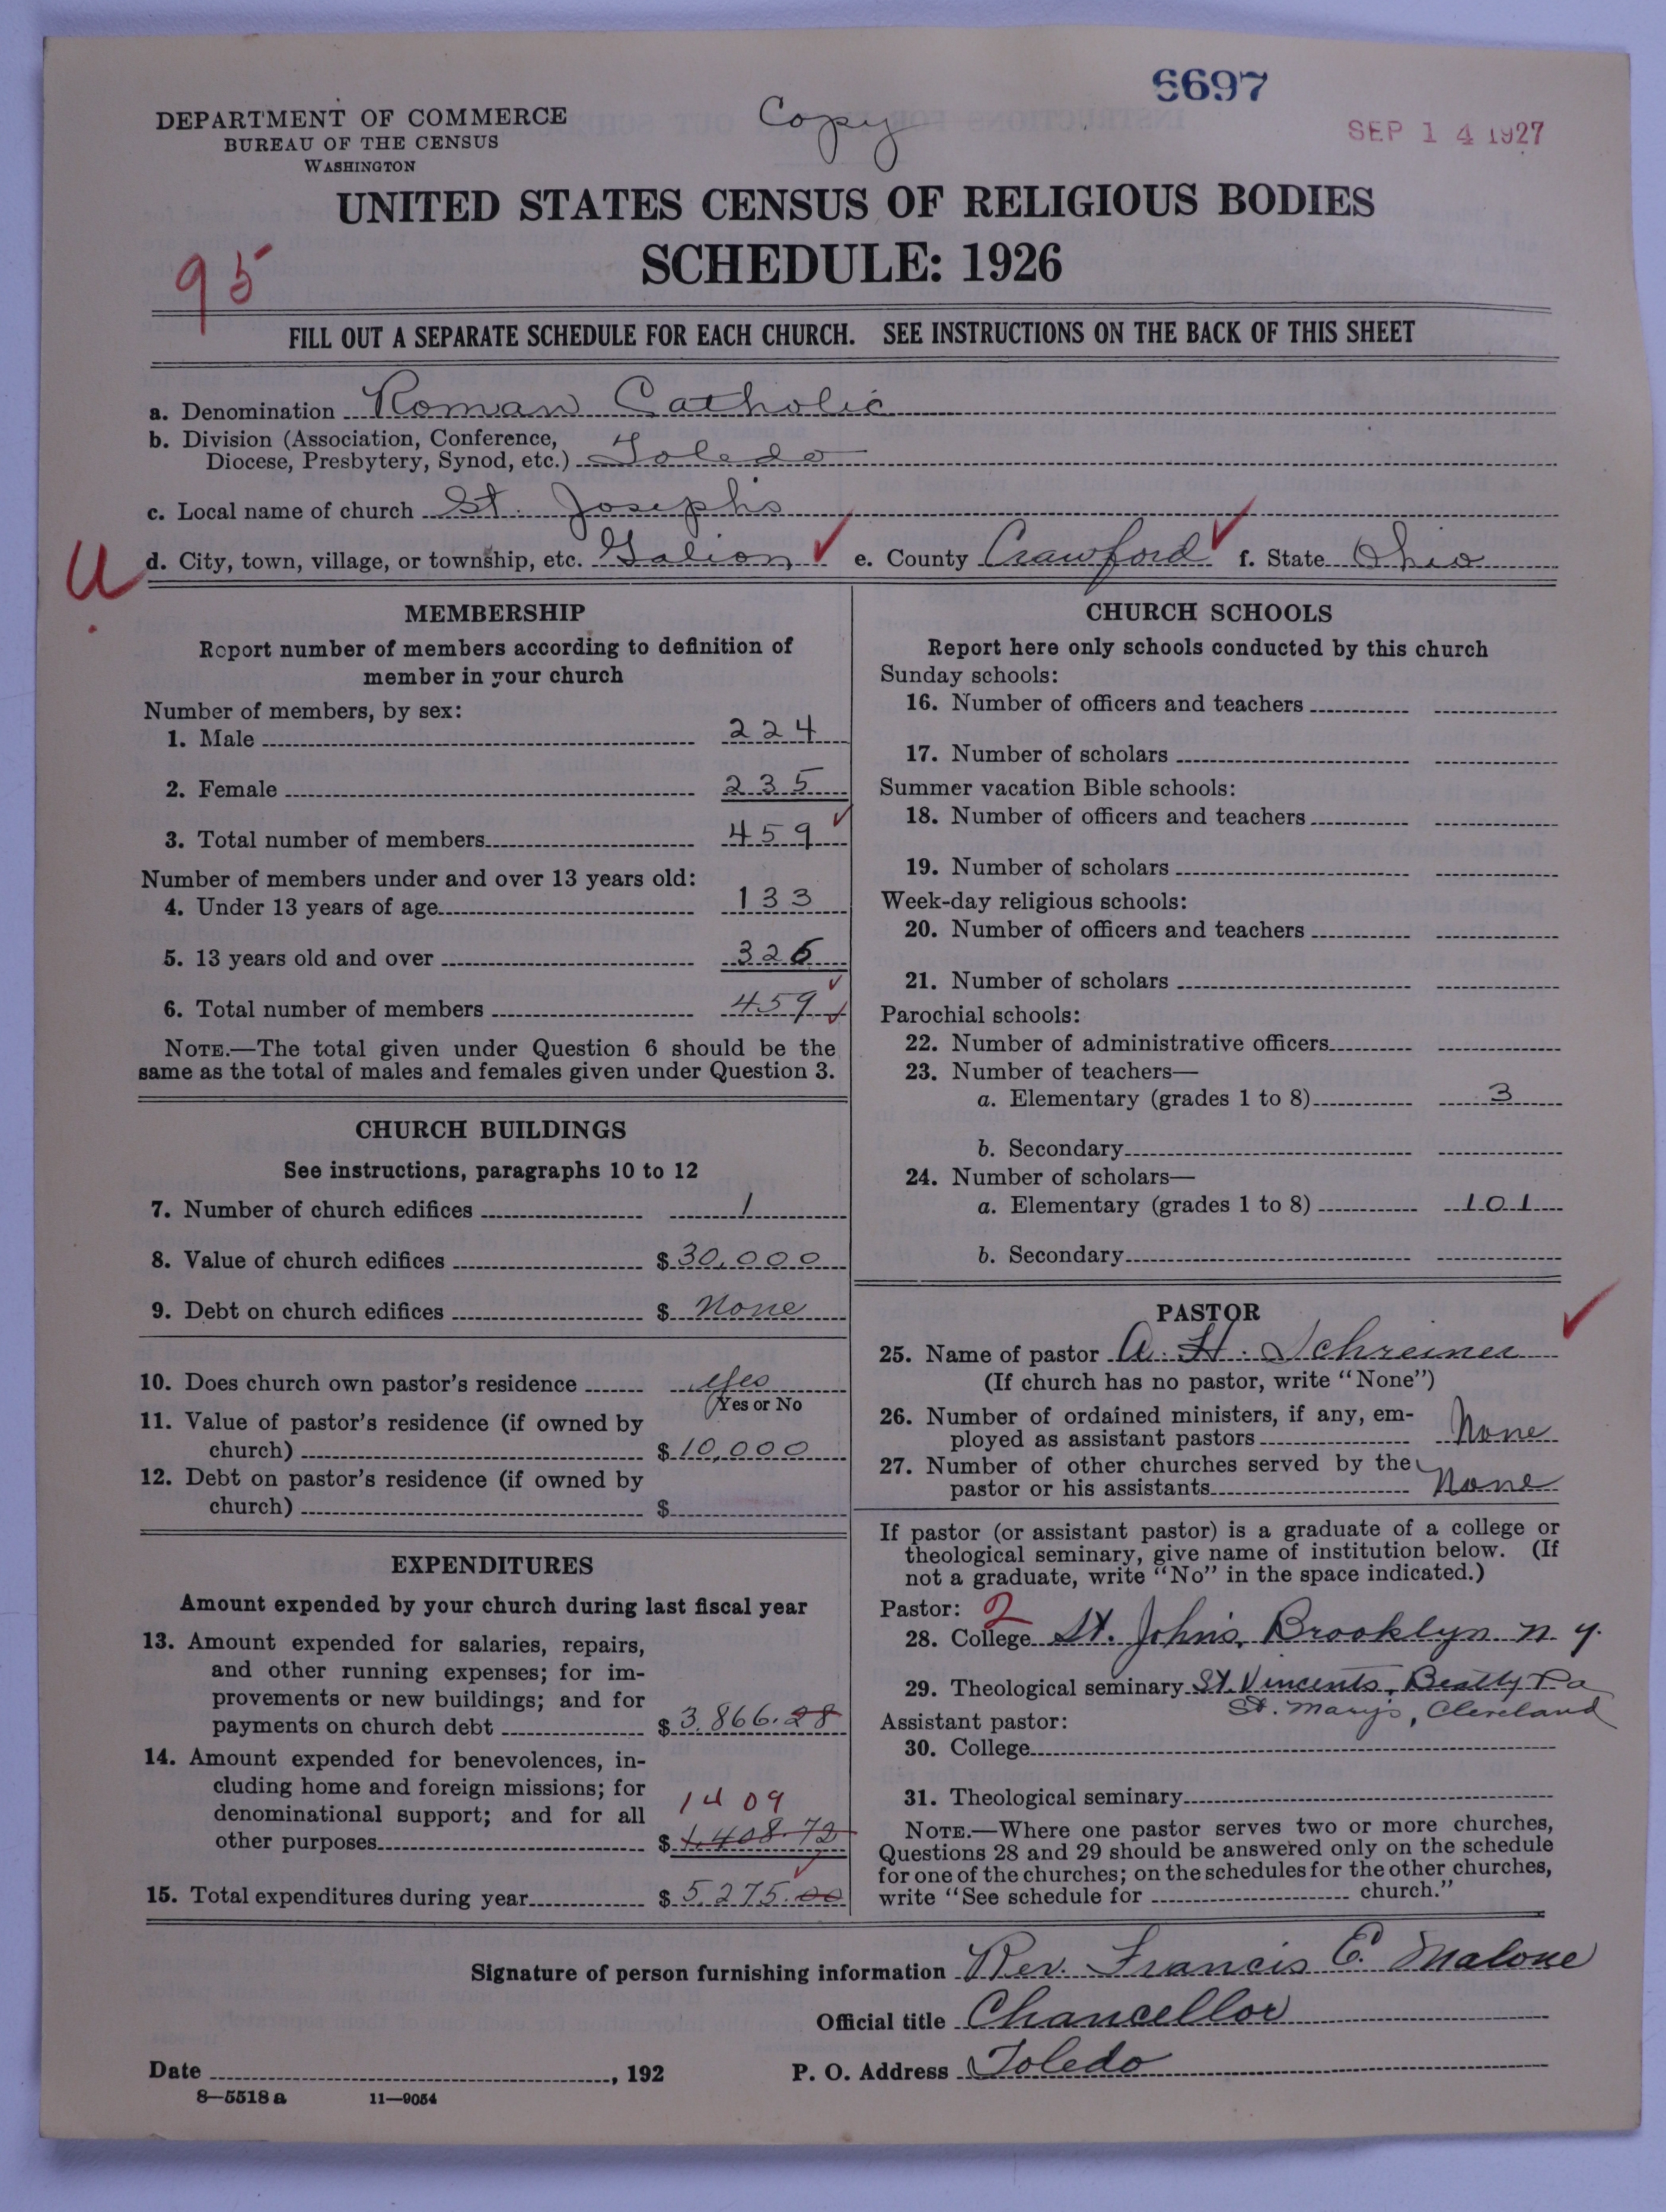 6697
Copy
SEP 14 1927
DEPARTMENT OF COMMERCE
BUREAU OF THE CENSUS
WASHINGTON
UNITED STATES CENSUS OF RELIGIOUS BODIES
SCHEDULE: 1926
95
FILL OUT A SEPARATE SCHEDULE FOR EACH CHURCH. SEE INSTRUCTIONS ON THE BACK OF THIS SHEET
a. Denomination Roman Catholic
b. Division (Association, Conference,
Diocese, Presbytery, Synod, etc.) Toledo
c. Local name of church St. Joseph's
U d. City, town, village, or township, etc. Galion, ✓ e. County Crawford ✓ f. State Ohio
MEMBERSHIP
Report number of members according to definition of
member in your church
Number of members, by sex:
1. Male 224
2. Female 235
3. Total number of members 459 ✓
Number of members under and over 13 years old:
4. Under 13 years of age 133
5. 13 years old and over 326
6. Total number of members 459 ✓
NOTE.—The total given under Question 6 should be the
same as the total of males and females given under Question 3.
CHURCH BUILDINGS
See instructions, paragraphs 10 to 12
7. Number of church edifices 1
8. Value of church edifices $ 30,000
9. Debt on church edifices $ None
10. Does church own pastor's residence yes
Yes or No
11. Value of pastor's residence (if owned by
church) $ 10,000
12. Debt on pastor's residence (if owned by
church) $
EXPENDITURES
Amount expended by your church during last fiscal year
13. Amount expended for salaries, repairs,
and other running expenses; for im-
provements or new buildings; and for
payments on church debt $ 3,866.28
14. Amount expended for benevolences, in-
cluding home and foreign missions; for
denominational support; and for all
1409
other purposes $ 1,408.72
15. Total expenditures during year $ 5275.00
CHURCH SCHOOLS
Report here only schools conducted by this church
Sunday schools:
16. Number of officers and teachers
17. Number of scholars
Summer vacation Bible schools:
18. Number of officers and teachers
19. Number of scholars
Week-day religious schools:
20. Number of officers and teachers
21. Number of scholars
Parochial schools:
22. Number of administrative officers
23. Number of teachers—
a. Elementary (grades 1 to 8) 3
b. Secondary
24. Number of scholars—
a. Elementary (grades 1 to 8) 101
b. Secondary
PASTOR
25. Name of pastor A. H. Schreiner
(If church has no pastor, write "None")
26. Number of ordained ministers, if any, em-
ployed as assistant pastors None
27. Number of other churches served by the
pastor or his assistants None
If pastor (or assistant pastor) is a graduate of a college or
theological seminary, give name of institution below. (If
not a graduate, write "No" in the space indicated.)
Pastor: 2
28. College St. John's, Brooklyn N.Y.
29. Theological seminary St. Vincents, Beatty Pa
St. Mary's, Cleveland
Assistant pastor:
30. College
31. Theological seminary
NOTE.—Where one pastor serves two or more churches,
Questions 28 and 29 should be answered only on the schedule
for one of the churches; on the schedules for the other churches,
write "See schedule for church."
Signature of person furnishing information Rev. Francis E. Malone
Official title Chancellor
Date , 192 P. O. Address Toledo
8—5518 a 11—9054